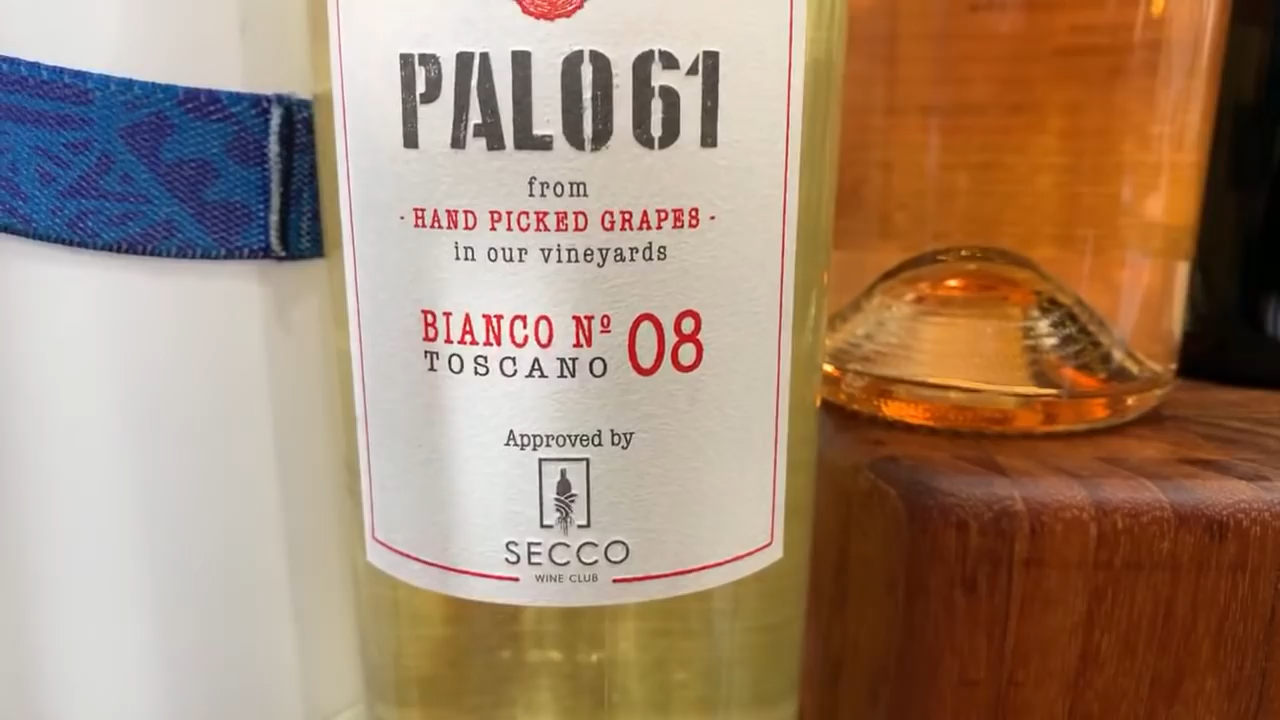 PALO61
from
- HAND PICKED GRAPES -
in our vineyards
BIANCO Nº 08
TOSCANO
Approved by
SECCO
WINE CLUB